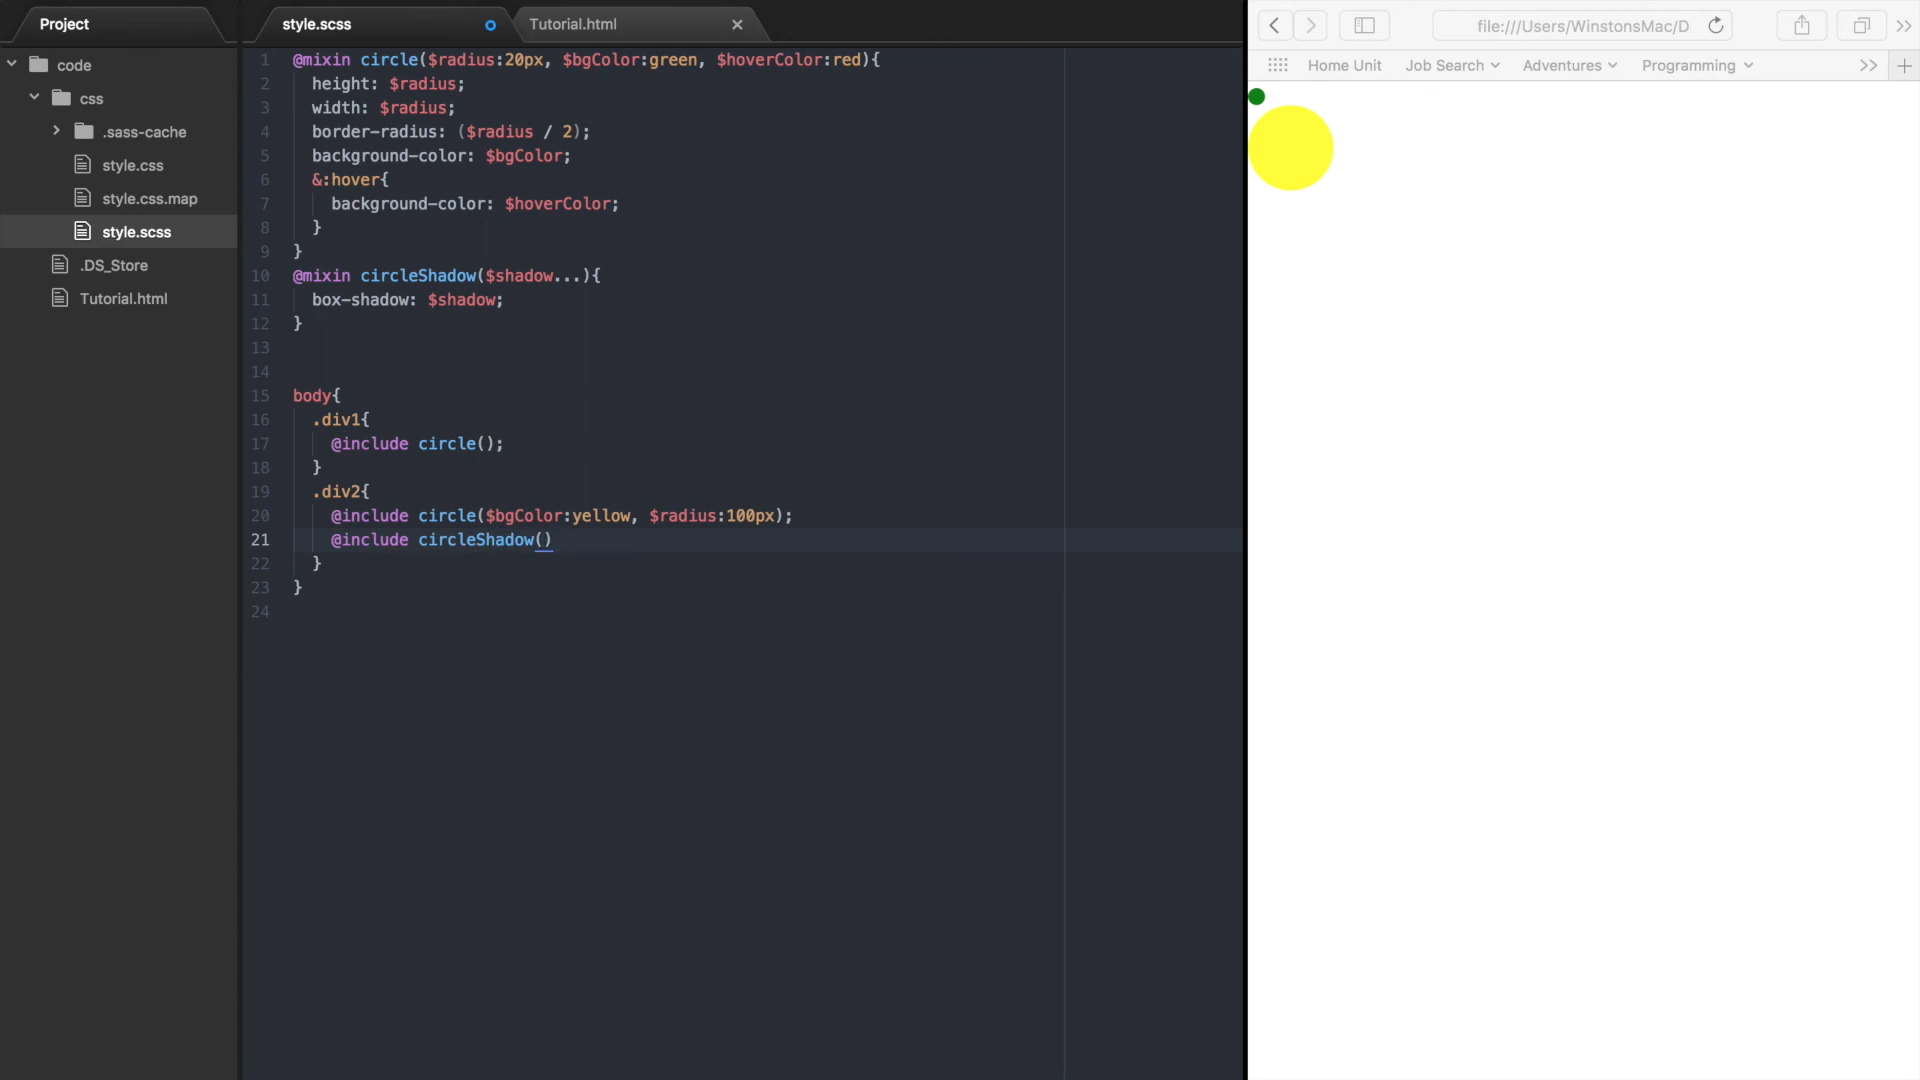 Project
code
css
.sass-cache
style.css
style.css.map
style.scss
.DS_Store
Tutorial.html
style.scss
Tutorial.html
1 @mixin circle($radius:20px, $bgColor:green, $hoverColor:red){
2 height: $radius;
3 width: $radius;
4 border-radius: ($radius / 2);
5 background-color: $bgColor;
6 &:hover{
7 background-color: $hoverColor;
8 }
9 }
10 @mixin circleShadow($shadow...){
11 box-shadow: $shadow;
12 }
13
14
15 body{
16 .div1{
17 @include circle();
18 }
19 .div2{
20 @include circle($bgColor:yellow, $radius:100px);
21 @include circleShadow()
22 }
23 }
24
file:///Users/WinstonsMac/D
Home Unit Job Search Adventures Programming